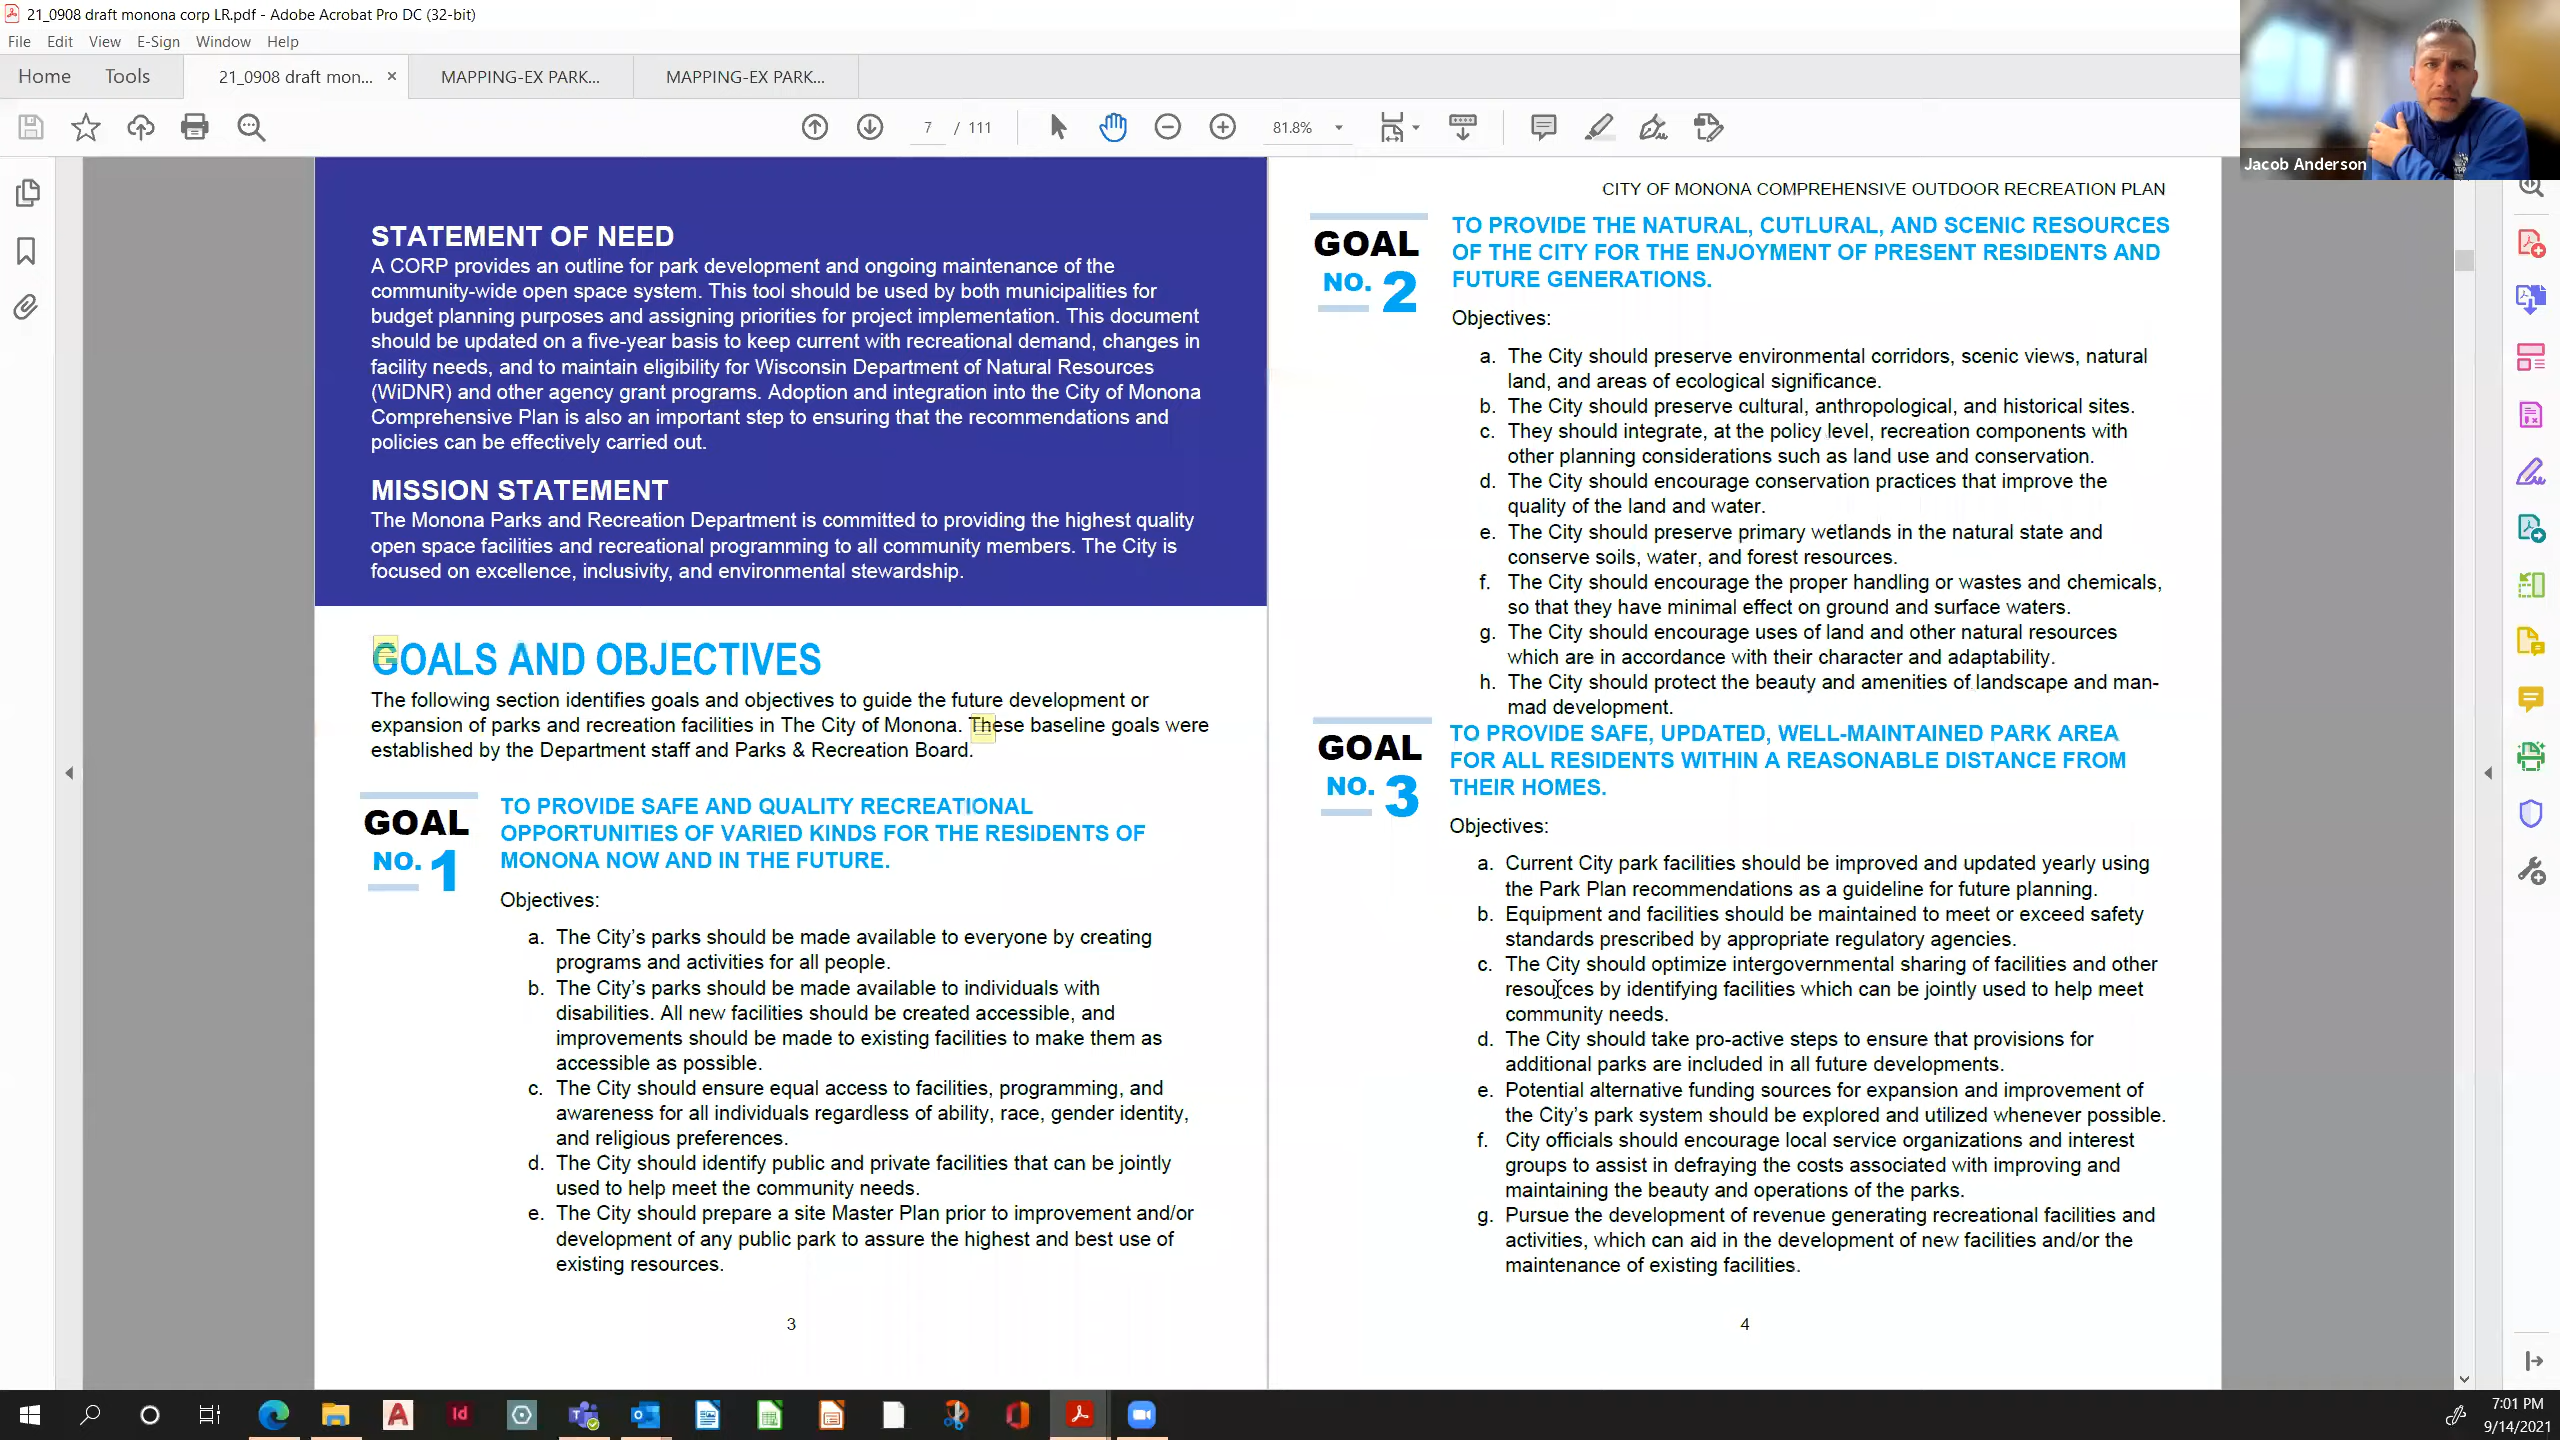 21_0908 draft monona corp LR.pdf - Adobe Acrobat Pro DC (32-bit)
File Edit View E-Sign Window Help
Home Tools 21_0908 draft mon... × MAPPING-EX PARK... MAPPING-EX PARK...
7 / 111 81.8%
Jacob Anderson
STATEMENT OF NEED
A CORP provides an outline for park development and ongoing maintenance of the
community-wide open space system. This tool should be used by both municipalities for
budget planning purposes and assigning priorities for project implementation. This document
should be updated on a five-year basis to keep current with recreational demand, changes in
facility needs, and to maintain eligibility for Wisconsin Department of Natural Resources
(WiDNR) and other agency grant programs. Adoption and integration into the City of Monona
Comprehensive Plan is also an important step to ensuring that the recommendations and
policies can be effectively carried out.
MISSION STATEMENT
The Monona Parks and Recreation Department is committed to providing the highest quality
open space facilities and recreational programming to all community members. The City is
focused on excellence, inclusivity, and environmental stewardship.
GOALS AND OBJECTIVES
The following section identifies goals and objectives to guide the future development or
expansion of parks and recreation facilities in The City of Monona. These baseline goals were
established by the Department staff and Parks & Recreation Board.
GOAL
NO. 1
TO PROVIDE SAFE AND QUALITY RECREATIONAL
OPPORTUNITIES OF VARIED KINDS FOR THE RESIDENTS OF
MONONA NOW AND IN THE FUTURE.
Objectives:
a. The City's parks should be made available to everyone by creating
programs and activities for all people.
b. The City's parks should be made available to individuals with
disabilities. All new facilities should be created accessible, and
improvements should be made to existing facilities to make them as
accessible as possible.
c. The City should ensure equal access to facilities, programming, and
awareness for all individuals regardless of ability, race, gender identity,
and religious preferences.
d. The City should identify public and private facilities that can be jointly
used to help meet the community needs.
e. The City should prepare a site Master Plan prior to improvement and/or
development of any public park to assure the highest and best use of
existing resources.
3
CITY OF MONONA COMPREHENSIVE OUTDOOR RECREATION PLAN
GOAL
NO. 2
TO PROVIDE THE NATURAL, CUTLURAL, AND SCENIC RESOURCES
OF THE CITY FOR THE ENJOYMENT OF PRESENT RESIDENTS AND
FUTURE GENERATIONS.
Objectives:
a. The City should preserve environmental corridors, scenic views, natural
land, and areas of ecological significance.
b. The City should preserve cultural, anthropological, and historical sites.
c. They should integrate, at the policy level, recreation components with
other planning considerations such as land use and conservation.
d. The City should encourage conservation practices that improve the
quality of the land and water.
e. The City should preserve primary wetlands in the natural state and
conserve soils, water, and forest resources.
f. The City should encourage the proper handling or wastes and chemicals,
so that they have minimal effect on ground and surface waters.
g. The City should encourage uses of land and other natural resources
which are in accordance with their character and adaptability.
h. The City should protect the beauty and amenities of landscape and man-
mad development.
GOAL
NO. 3
TO PROVIDE SAFE, UPDATED, WELL-MAINTAINED PARK AREA
FOR ALL RESIDENTS WITHIN A REASONABLE DISTANCE FROM
THEIR HOMES.
Objectives:
a. Current City park facilities should be improved and updated yearly using
the Park Plan recommendations as a guideline for future planning.
b. Equipment and facilities should be maintained to meet or exceed safety
standards prescribed by appropriate regulatory agencies.
c. The City should optimize intergovernmental sharing of facilities and other
resources by identifying facilities which can be jointly used to help meet
community needs.
d. The City should take pro-active steps to ensure that provisions for
additional parks are included in all future developments.
e. Potential alternative funding sources for expansion and improvement of
the City's park system should be explored and utilized whenever possible.
f. City officials should encourage local service organizations and interest
groups to assist in defraying the costs associated with improving and
maintaining the beauty and operations of the parks.
g. Pursue the development of revenue generating recreational facilities and
activities, which can aid in the development of new facilities and/or the
maintenance of existing facilities.
4
7:01 PM
9/14/2021